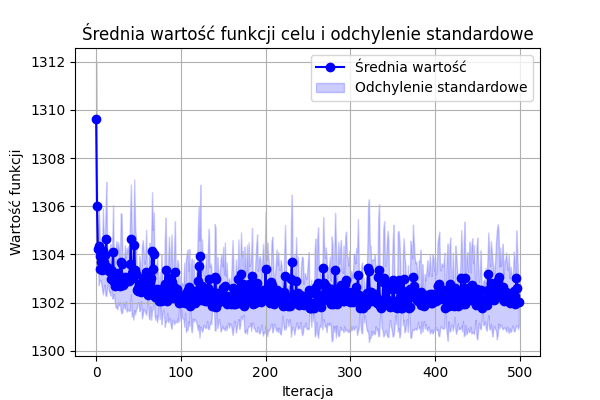 Średnia wartość funkcji celu i odchylenie standardowe
Średnia wartość
Odchylenie standardowe
Wartość funkcji
1312
1310
1308
1306
1304
1302
1300
0 100 200 300 400 500
Iteracja